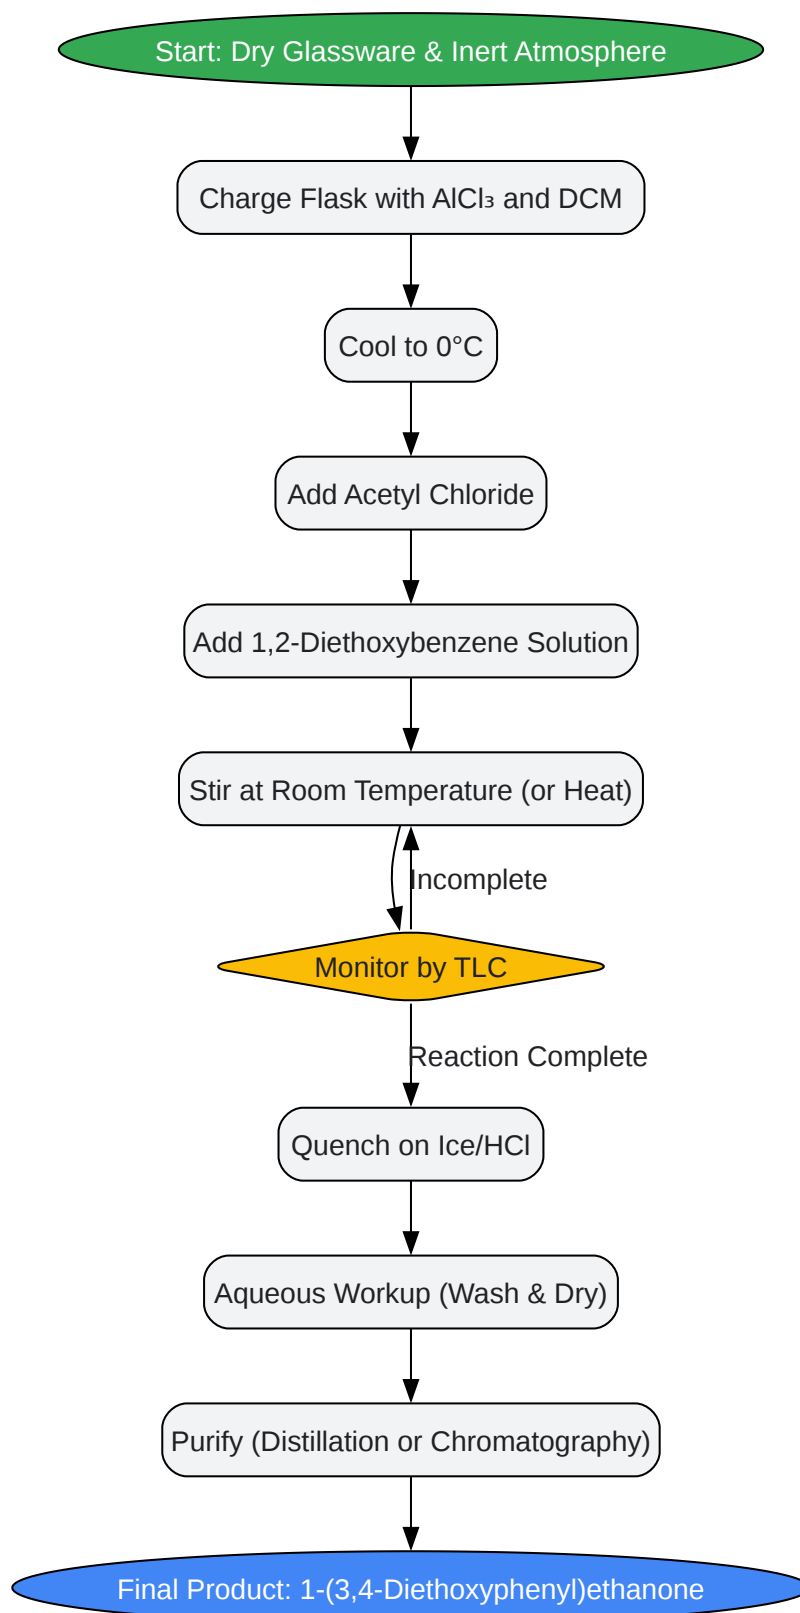 Start: Dry Glassware & Inert Atmosphere
Charge Flask with AlCl₃ and DCM
Cool to 0°C
Add Acetyl Chloride
Add 1,2-Diethoxybenzene Solution
Stir at Room Temperature (or Heat)
Incomplete
Monitor by TLC
Reaction Complete
Quench on Ice/HCl
Aqueous Workup (Wash & Dry)
Purify (Distillation or Chromatography)
Final Product: 1-(3,4-Diethoxyphenyl)ethanone